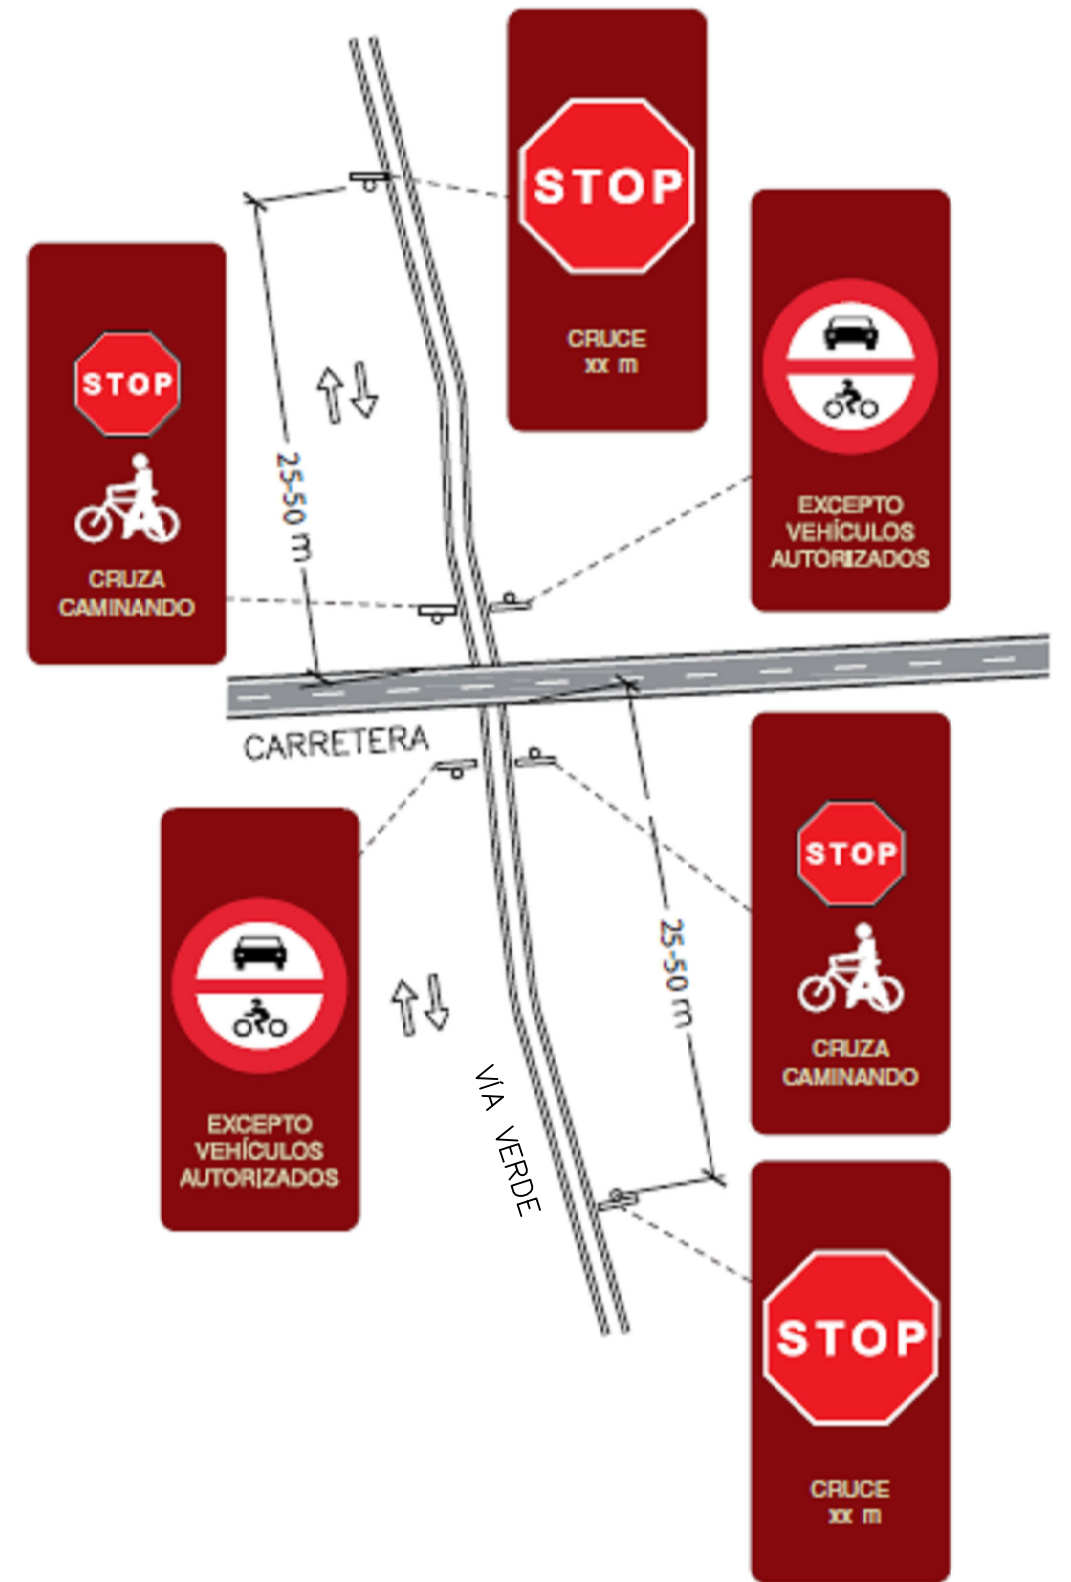 STOP
CRUCE
xx m
STOP
CRUZA
CAMINANDO
EXCEPTO
VEHÍCULOS
AUTORIZADOS
25-50 m
CARRETERA
STOP
CRUZA
CAMINANDO
EXCEPTO
VEHÍCULOS
AUTORIZADOS
25-50 m
VÍA VERDE
STOP
CRUCE
xx m